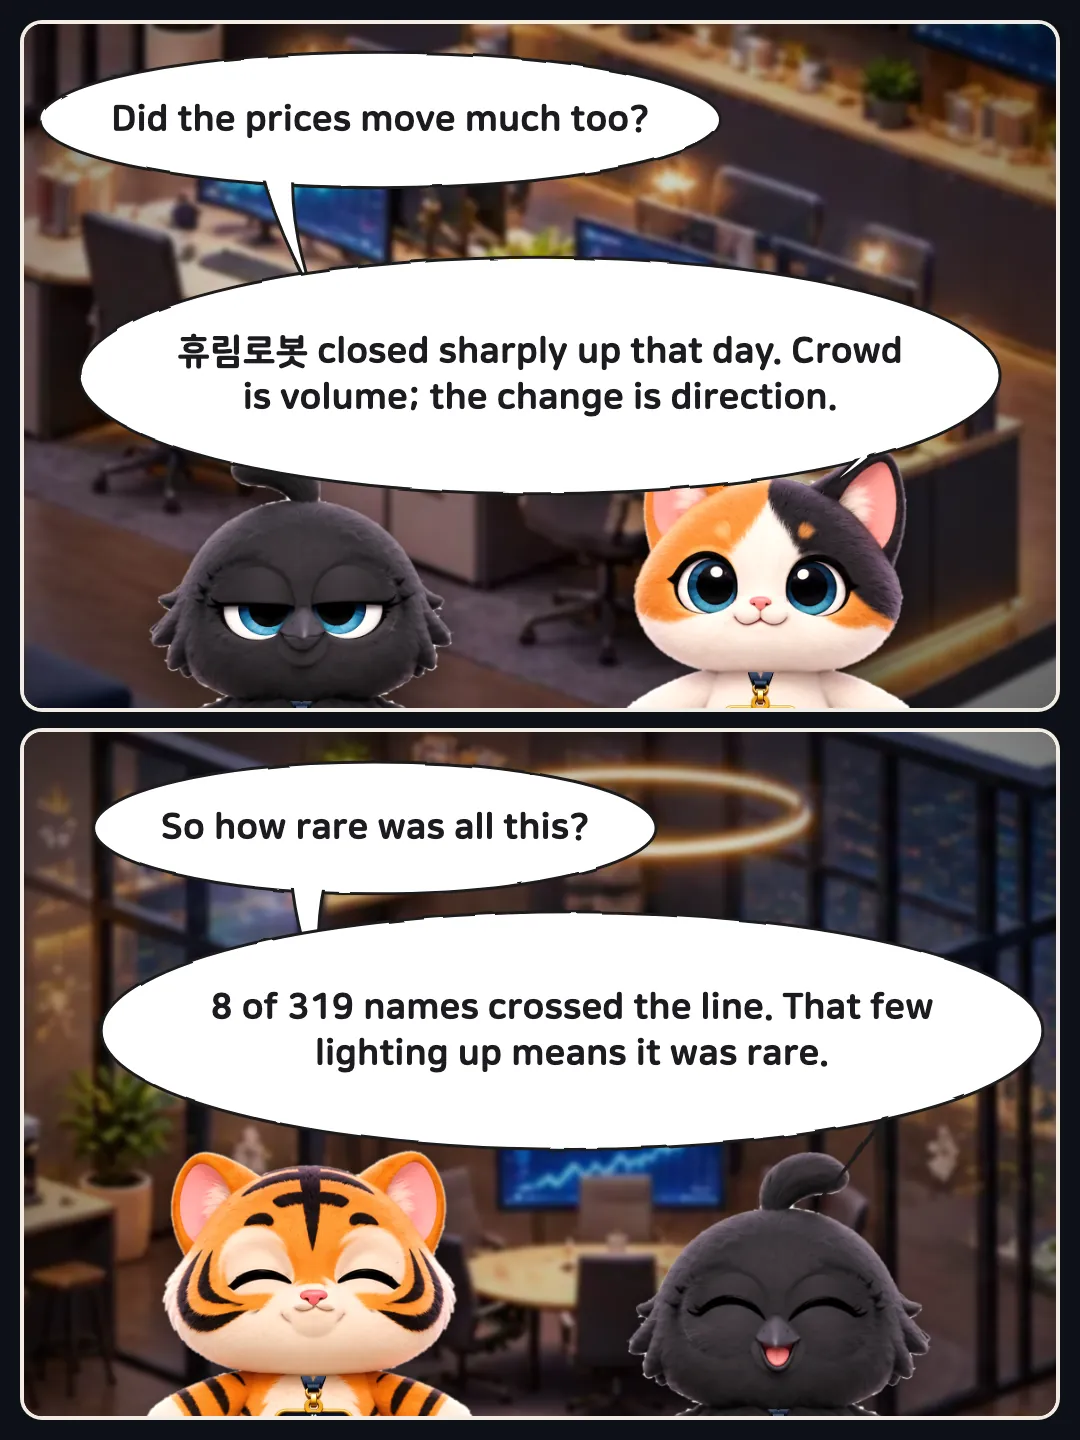 Did the prices move much too?
휴림로봇 closed sharply up that day. Crowd
is volume; the change is direction.
So how rare was all this?
8 of 319 names crossed the line. That few
lighting up means it was rare.